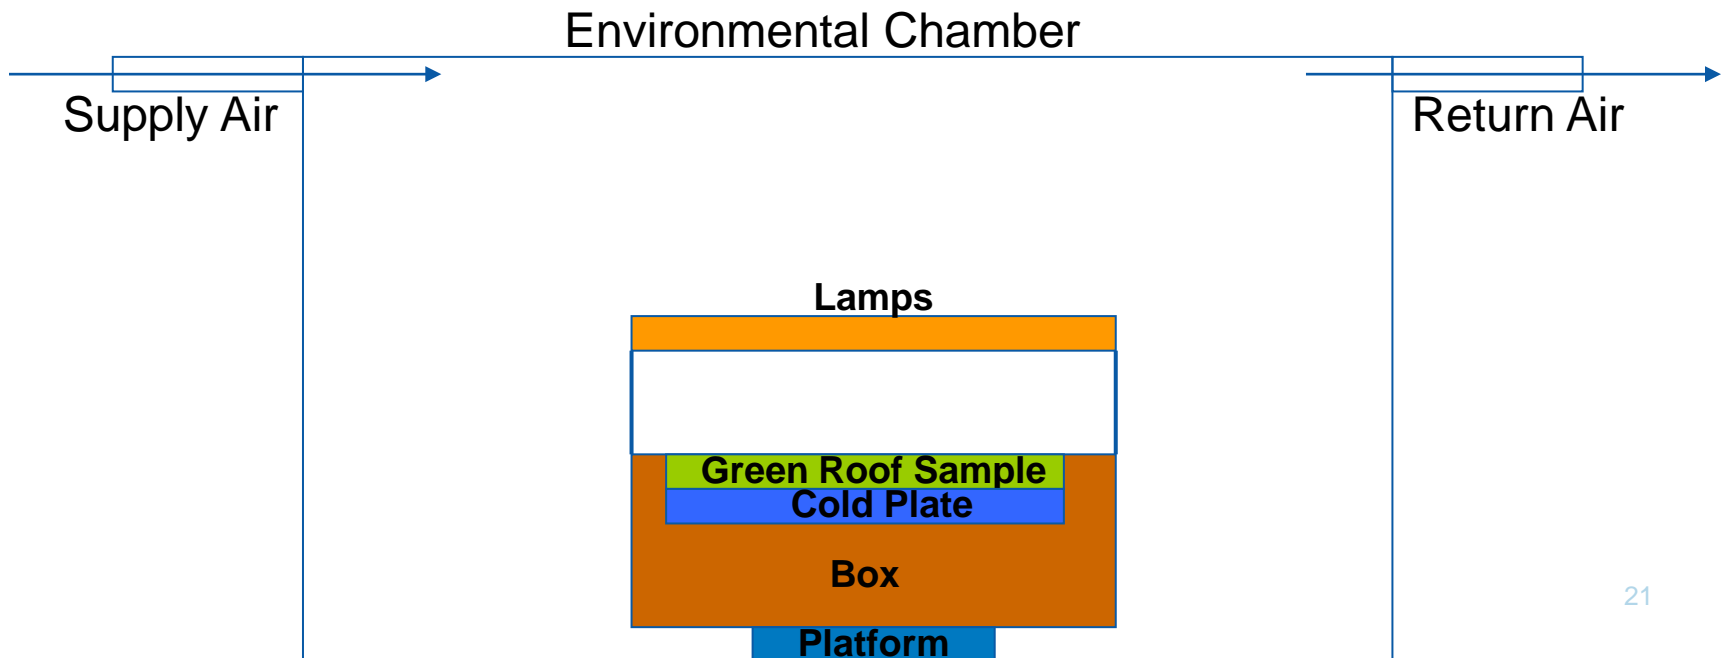 Environmental Chamber
Supply Air
Return Air
Lamps
Green Roof Sample
Cold Plate
Box
21
Platform